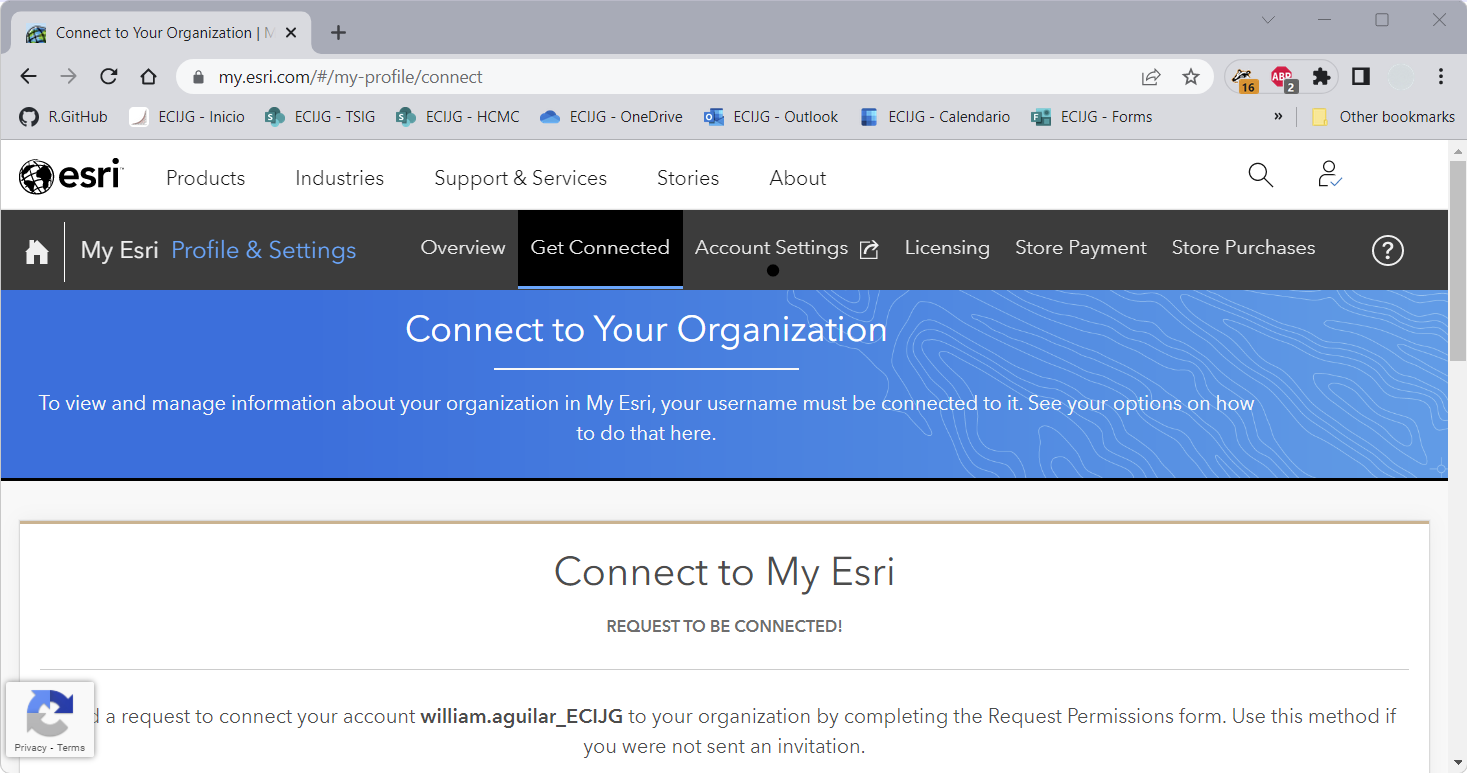 Connect to Your Organization | M
my.esri.com/#/my-profile/connect
16
ABP
2
R.GitHub
ECIJG - Inicio
ECIJG - TSIG
ECIJG - HCMC
ECIJG - OneDrive
ECIJG - Outlook
ECIJG - Calendario
ECIJG - Forms
»
Other bookmarks
esri
Products
Industries
Support & Services
Stories
About
My Esri Profile & Settings
Overview
Get Connected
Account Settings
Licensing
Store Payment
Store Purchases
?
Connect to Your Organization
To view and manage information about your organization in My Esri, your username must be connected to it. See your options on how
to do that here.
Connect to My Esri
REQUEST TO BE CONNECTED!
a request to connect your account william.aguilar_ECIJG to your organization by completing the Request Permissions form. Use this method if
you were not sent an invitation.
Privacy - Terms